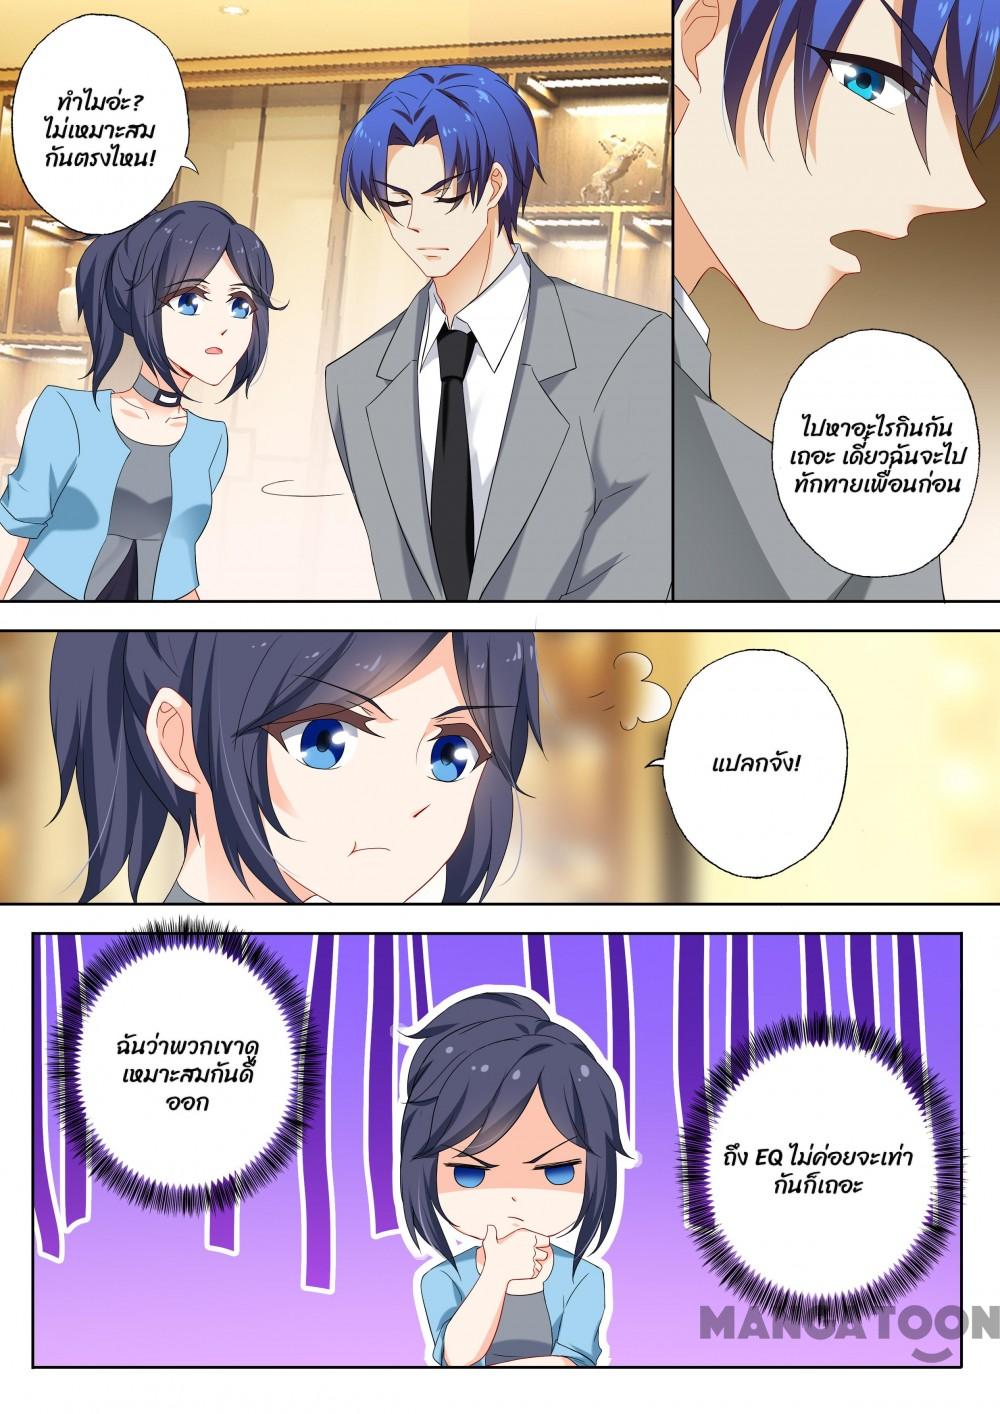 ทำไมอ่ะ?
ไม่เหมาะสม
กันตรงไหน!
ไปหาอะไรกินกัน
เถอะ เดี๋ยวฉันจะไป
ทักทายเพื่อนก่อน
แปลกจัง!
ฉันว่าพวกเขาดู
เหมาะสมกันดี
ออก
ถึง EQ ไม่ค่อยจะเท่า
กันก็เถอะ
MANGATOON